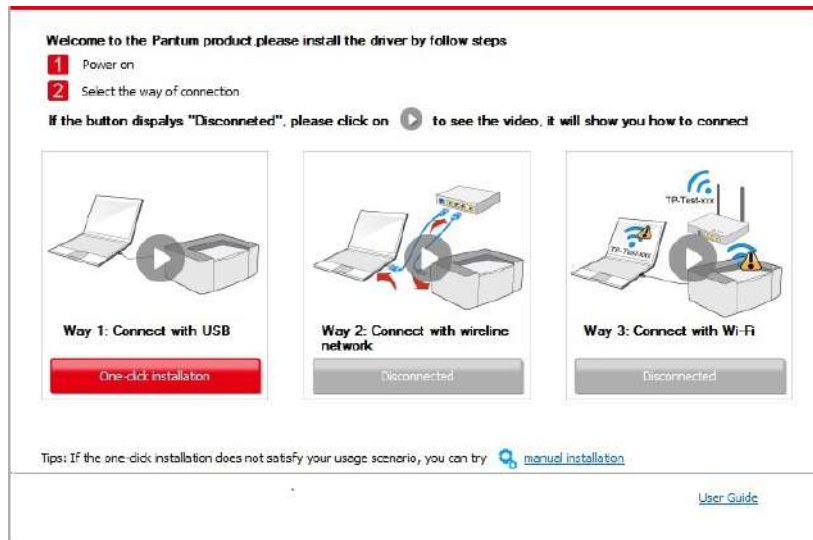 Welcome to the Pantum product,please install the driver by follow steps
1 Power on
2 Select the way of connection
If the button dispalys "Disconneted", please click on to see the video, it will show you how to connect
TP-Test-xxx
TP-Test-xxx
Way 1: Connect with USB
Way 2: Connect with wireline
network
Way 3: Connect with Wi-Fi
One-click installation
Disconnected
Disconnected
Tips: If the one-click installation does not satisfy your usage scenario, you can try manual installation
User Guide